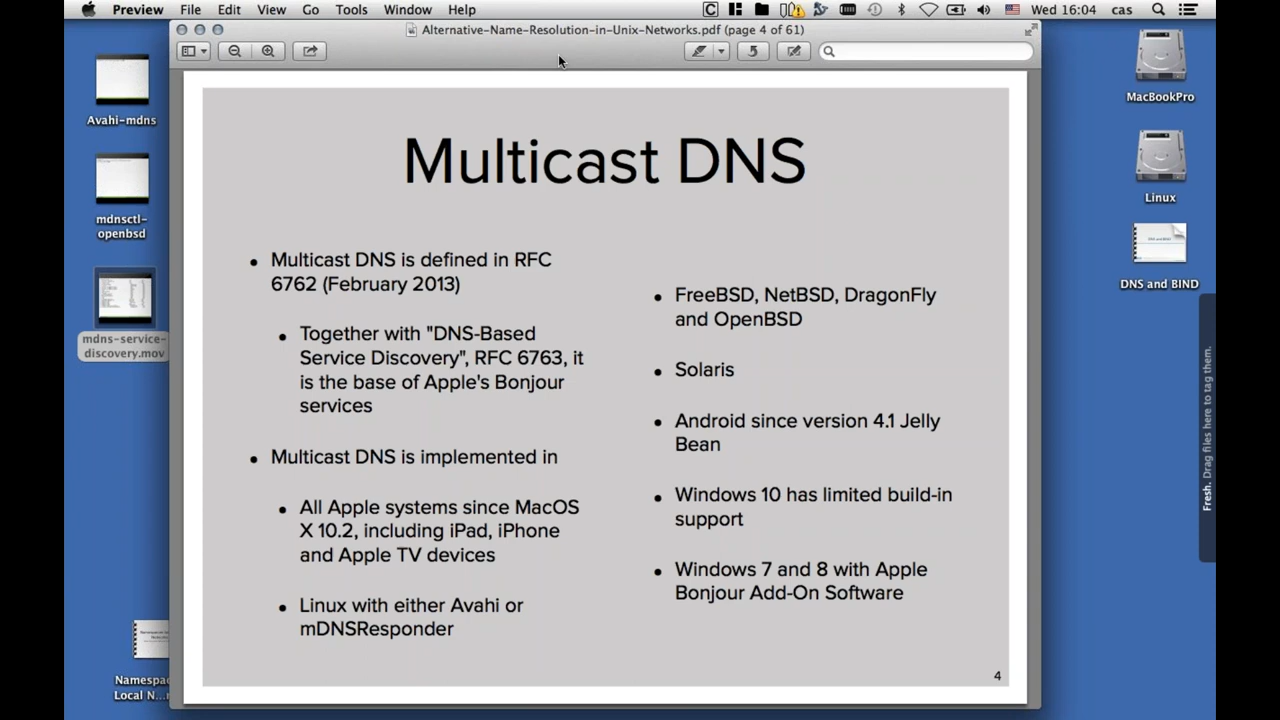 Preview File Edit View Go Tools Window Help Wed 16:04 cas
Alternative-Name-Resolution-in-Unix-Networks.pdf (page 4 of 61)
Avahi-mdns
mdnsctl-
openbsd
mdns-service-
discovery.mov
Namespac
Local N...r
Multicast DNS
• Multicast DNS is defined in RFC
6762 (February 2013)
• Together with "DNS-Based
Service Discovery", RFC 6763, it
is the base of Apple's Bonjour
services
• Multicast DNS is implemented in
• All Apple systems since MacOS
X 10.2, including iPad, iPhone
and Apple TV devices
• Linux with either Avahi or
mDNSResponder
• FreeBSD, NetBSD, DragonFly
and OpenBSD
• Solaris
• Android since version 4.1 Jelly
Bean
• Windows 10 has limited build-in
support
• Windows 7 and 8 with Apple
Bonjour Add-On Software
4
MacBookPro
Linux
DNS and BIND
Fresh. Drag files here to tag them.